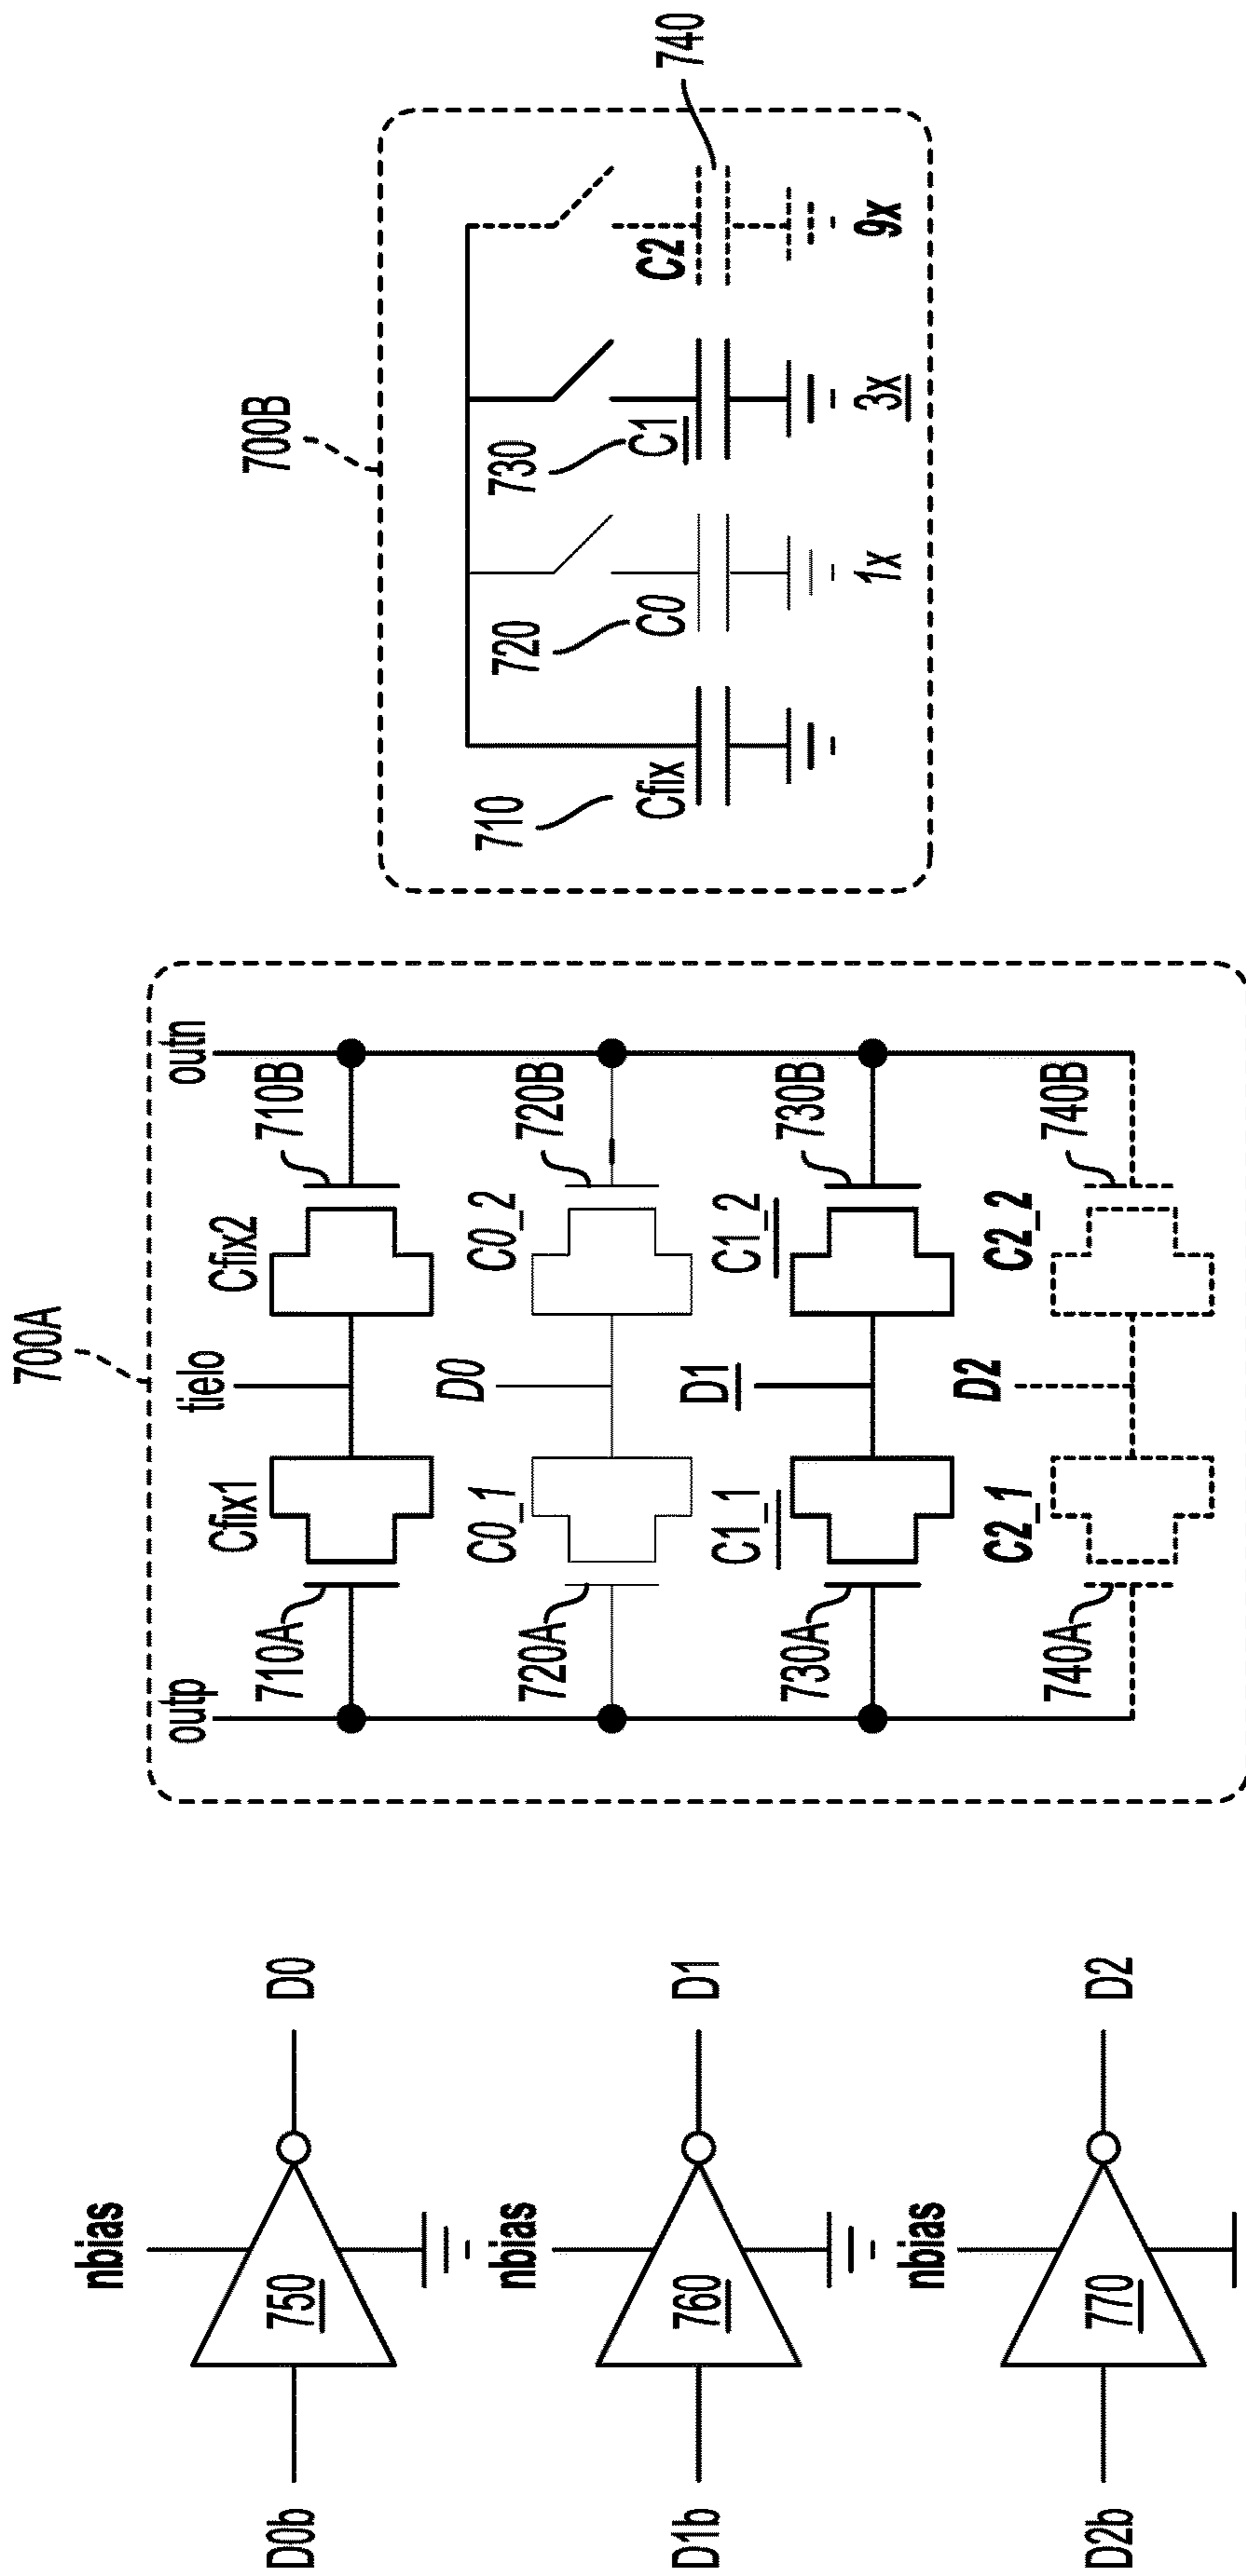 nbias
D0b
750
D0
nbias
D1b
760
D1
nbias
D2b
770
D2
700A
outp
tielo
outn
710A
Cfix1
Cfix2
710B
D0
720A
C0_1
C0_2
720B
D1
730A
C1_1
C1_2
730B
D2
740A
C2_1
C2_2
740B
700B
710
720
730
740
Cfix
C0
C1
C2
1x
3x
9x